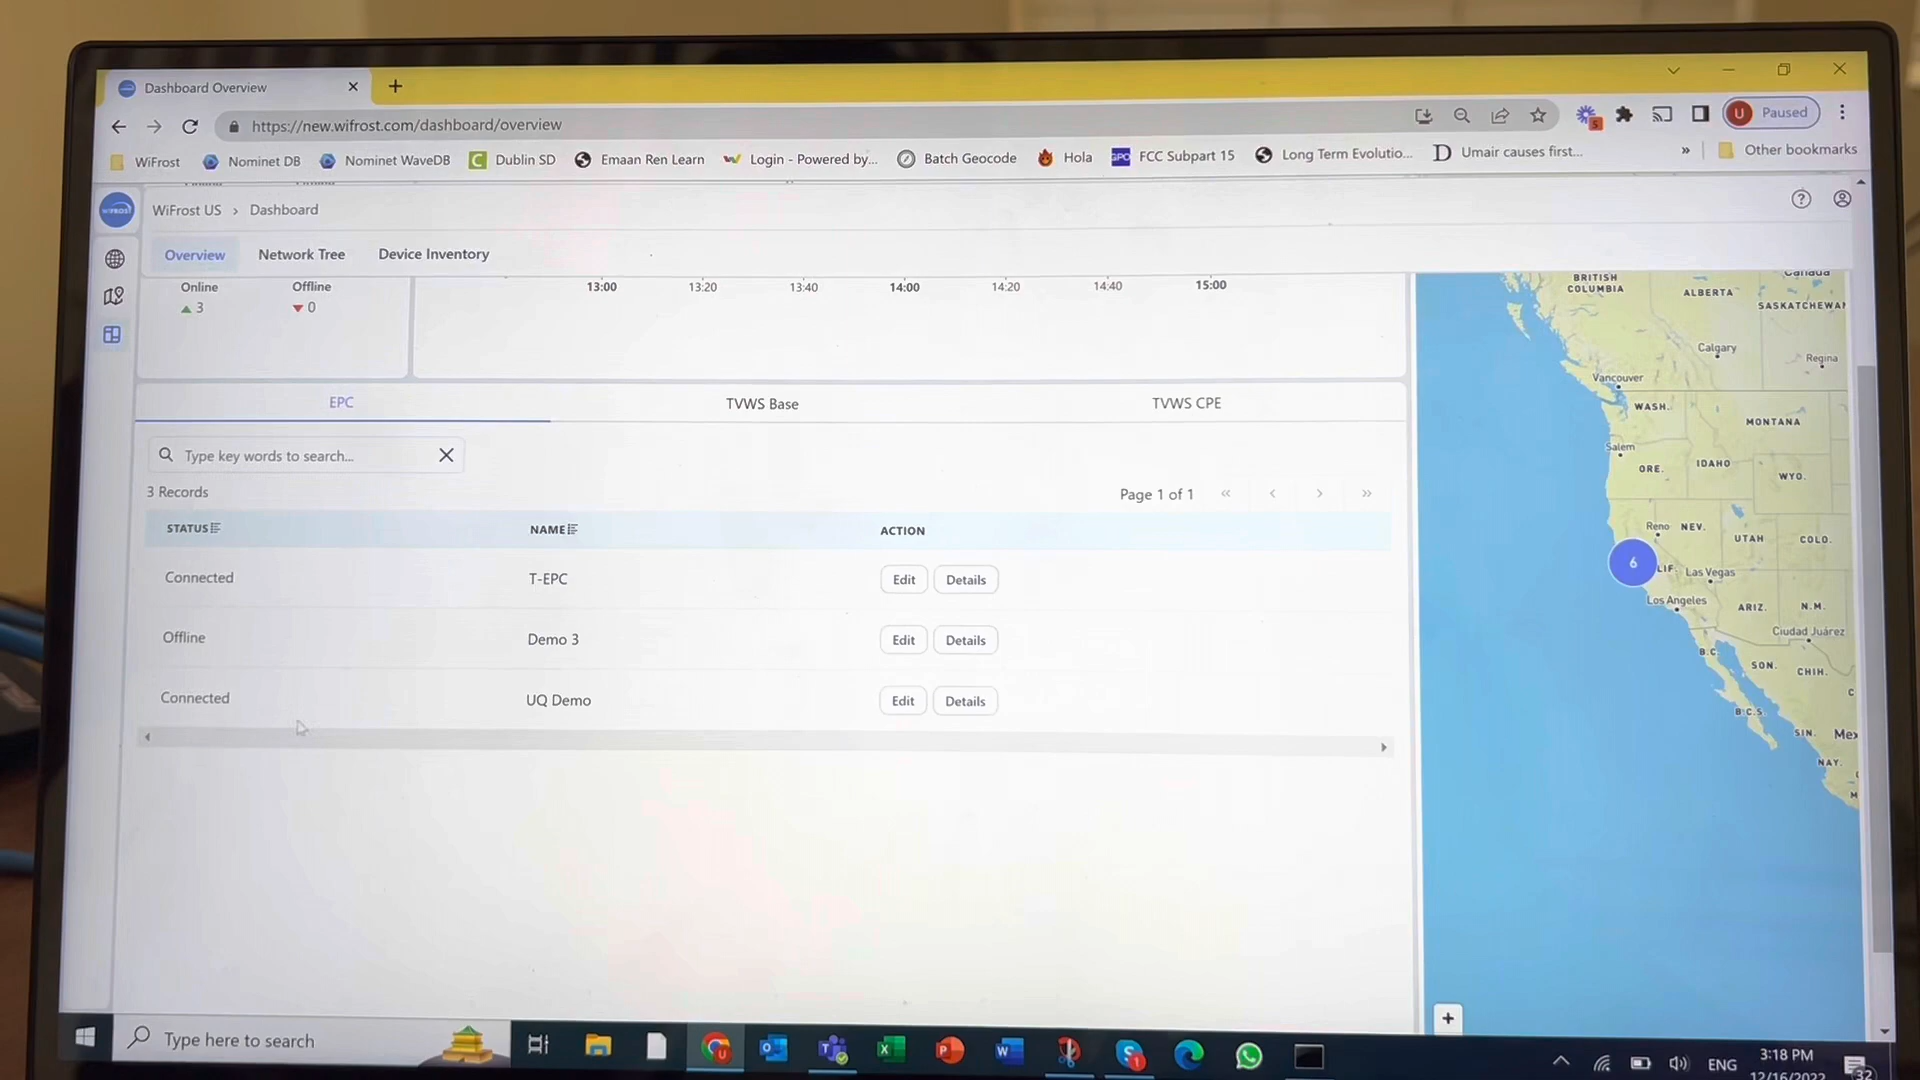 Dashboard Overview
https://new.wifrost.com/dashboard/overview
Paused
U
WiFrost
Nominet DB
Nominet WaveDB
Dublin SD
Emaan Ren Learn
Login - Powered by...
Batch Geocode
Hola
FCC Subpart 15
Long Term Evolutio...
Umair causes first...
»
Other bookmarks
WiFrost US > Dashboard
Overview
Network Tree
Device Inventory
Online
Offline
3
0
13:00
13:20
13:40
14:00
14:20
14:40
15:00
EPC
TVWS Base
TVWS CPE
Type key words to search...
3 Records
Page 1 of 1
« < > »
STATUS
NAME
ACTION
Connected
T-EPC
Edit
Details
Offline
Demo 3
Edit
Details
Connected
UQ Demo
Edit
Details
BRITISH
COLUMBIA
ALBERTA
Canada
SASKATCHEWAN
Calgary
Regina
Vancouver
WASH.
MONTANA
Salem
ORE.
IDAHO
WYO.
Reno
NEV.
UTAH
COLO.
6
LIF.
Las Vegas
Los Angeles
ARIZ.
N.M.
Ciudad Juárez
B.C.
SON.
CHIH.
B.C.S.
SIN.
Mex
NAY.
+
Type here to search
ENG
3:18 PM
12/16/2022
32